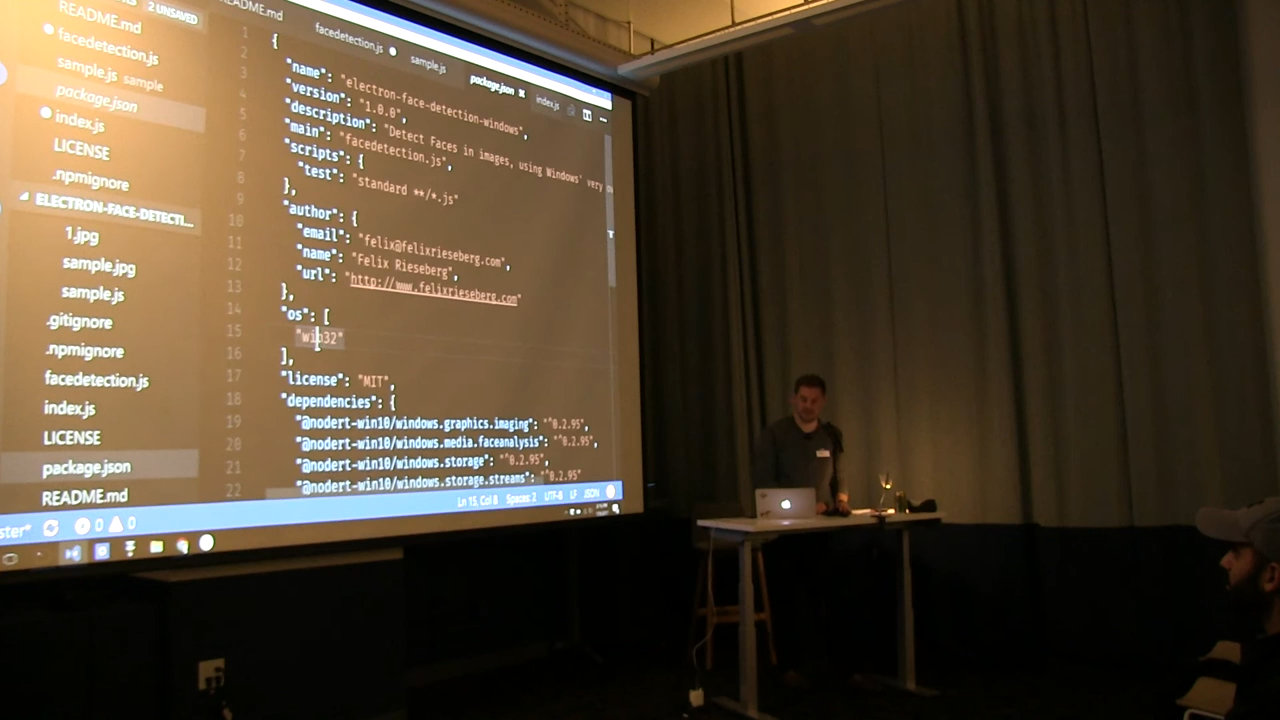 README.md
2 UNSAVED
facedetection.js
sample.js sample
package.json
index.js
LICENSE
.npmignore
ELECTRON-FACE-DETECTI...
1.jpg
sample.jpg
sample.js
.gitignore
.npmignore
facedetection.js
index.js
LICENSE
package.json
README.md
README.md
facedetection.js
sample.js
package.json
index.js
1 {
2 "name": "electron-face-detection-windows",
3 "version": "1.0.0",
4 "description": "Detect Faces in images, using Windows' very
5 "main": "facedetection.js",
6 "scripts": {
7 "test": "standard **/*.js"
8 },
9 "author": {
10 "email": "felix@felixrieseberg.com",
11 "name": "Felix Rieseberg",
12 "url": "http://www.felixrieseberg.com"
13 },
14 "os": [
15 "win32"
16 ],
17 "license": "MIT",
18 "dependencies": {
19 "@nodert-win10/windows.graphics.imaging": "^0.2.95",
20 "@nodert-win10/windows.media.faceanalysis": "^0.2.95",
21 "@nodert-win10/windows.storage": "^0.2.95",
22 "@nodert-win10/windows.storage.streams": "^0.2.95"
ster* 0 0
Ln 15, Col 8 Spaces: 2 UTF-8 LF JSON